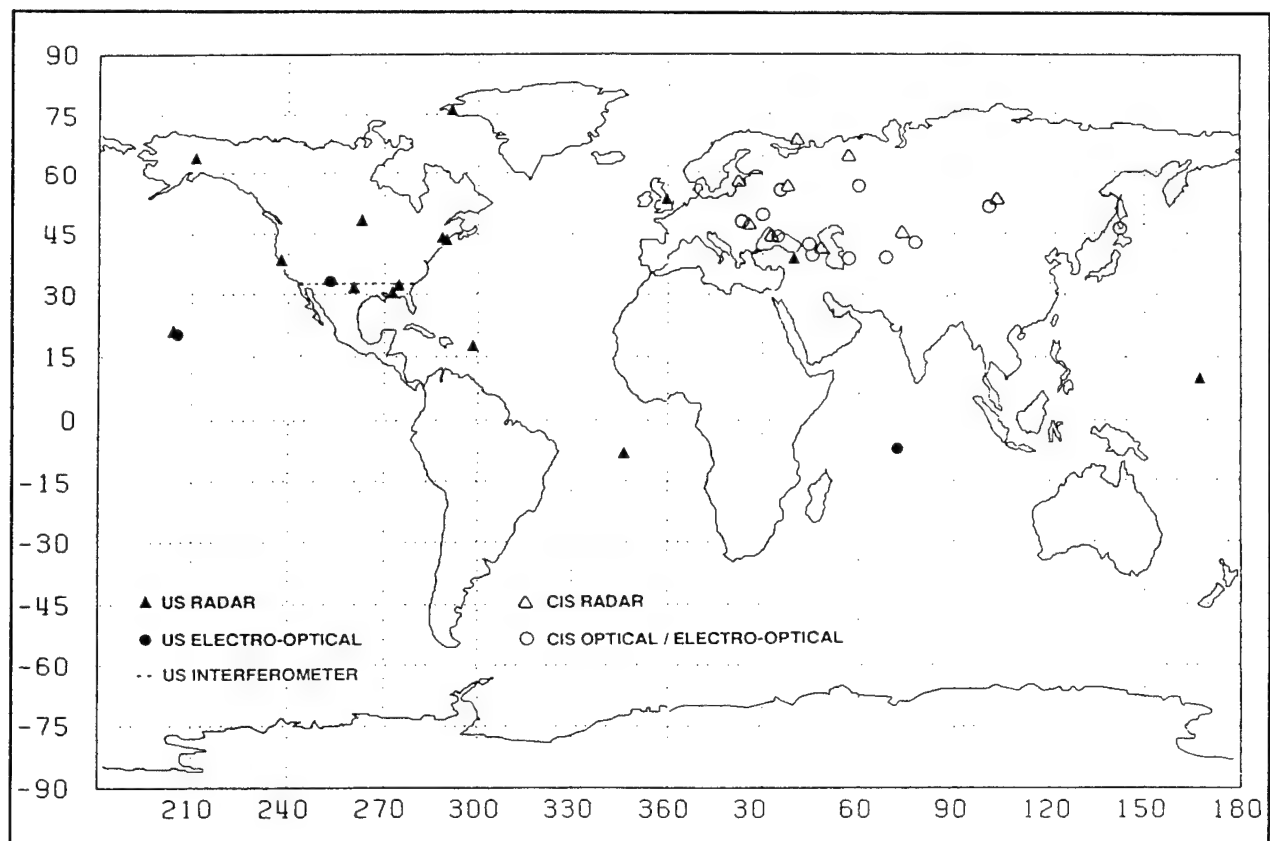 90
75
60
45
30
15
0
-15
-30
-45
-60
-75
-90
▲ US RADAR
● US ELECTRO-OPTICAL
-- US INTERFEROMETER
△ CIS RADAR
○ CIS OPTICAL / ELECTRO-OPTICAL
210 240 270 300 330 360 30 60 90 120 150 180